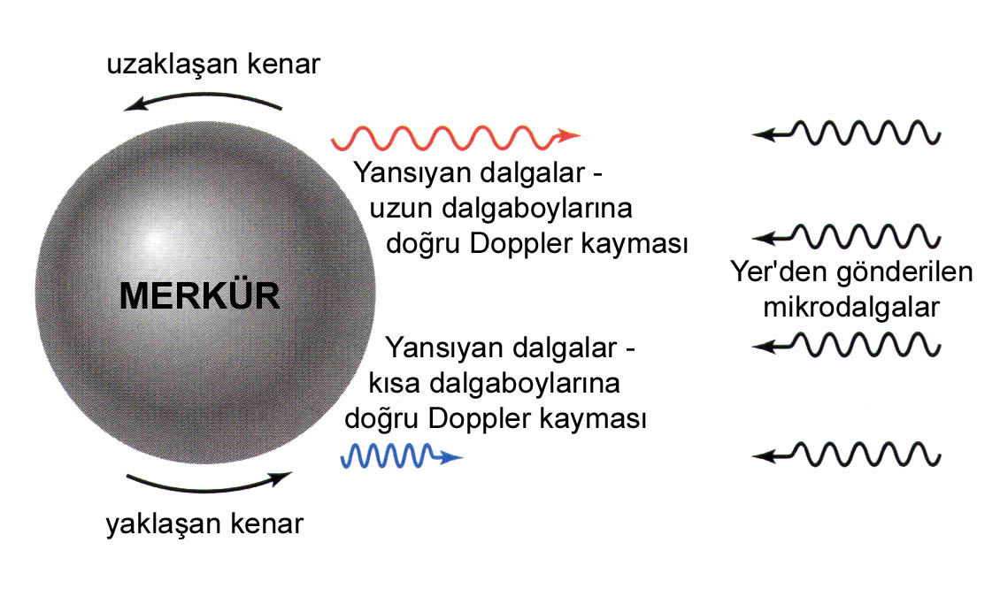 uzaklaşan kenar
Yansıyan dalgalar -
uzun dalgaboylarına
doğru Doppler kayması
Yer'den gönderilen
mikrodalgalar
MERKÜR
Yansıyan dalgalar -
kısa dalgaboylarına
doğru Doppler kayması
yaklaşan kenar